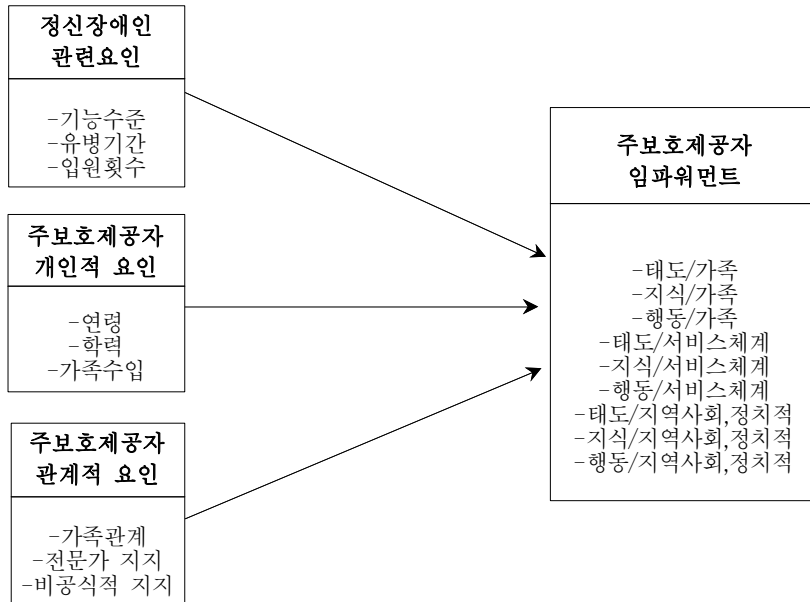 정신장애인
관련요인
-기능수준
-유병기간
-입원횟수
주보호제공자
개인적 요인
-연령
-학력
-가족수입
주보호제공자
관계적 요인
-가족관계
-전문가 지지
-비공식적 지지
주보호제공자
임파워먼트
-태도/가족
-지식/가족
-행동/가족
-태도/서비스체계
-지식/서비스체계
-행동/서비스체계
-태도/지역사회,정치적
-지식/지역사회,정치적
-행동/지역사회,정치적